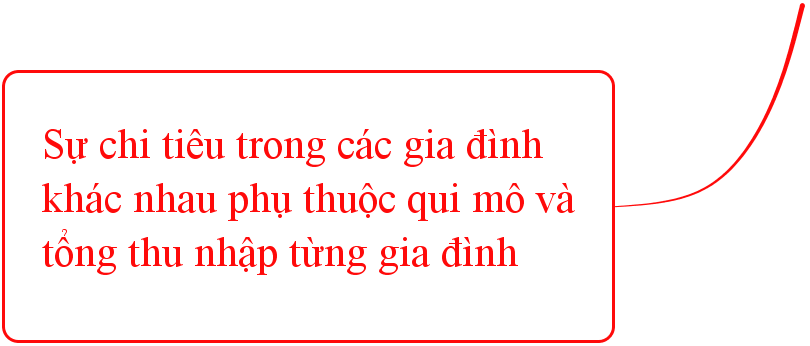 Sự chi tiêu trong các gia đình
khác nhau phụ thuộc qui mô và
tổng thu nhập từng gia đình